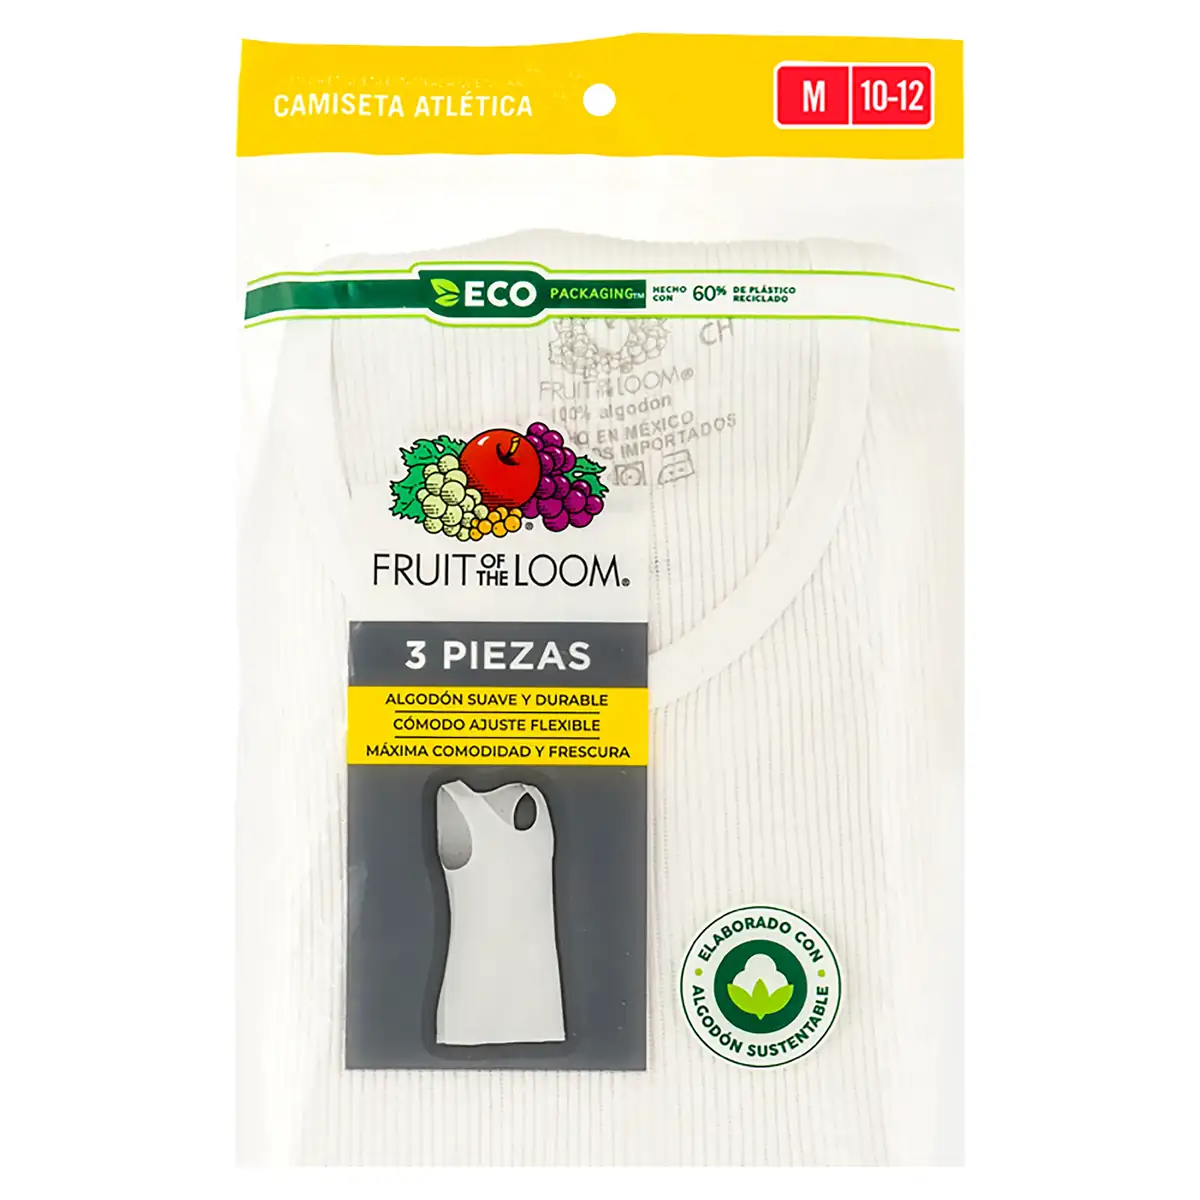 CAMISETA ATLÉTICA
M 10-12
ECO PACKAGING™ HECHO CON 60% DE PLÁSTICO RECICLADO
CH
FRUIT OF THE LOOM®
100% algodón
EN MÉXICO
IMPORTADOS
FRUIT OF THE LOOM®
3 PIEZAS
ALGODÓN SUAVE Y DURABLE
CÓMODO AJUSTE FLEXIBLE
MÁXIMA COMODIDAD Y FRESCURA
ELABORADO CON
ALGODÓN SUSTENTABLE